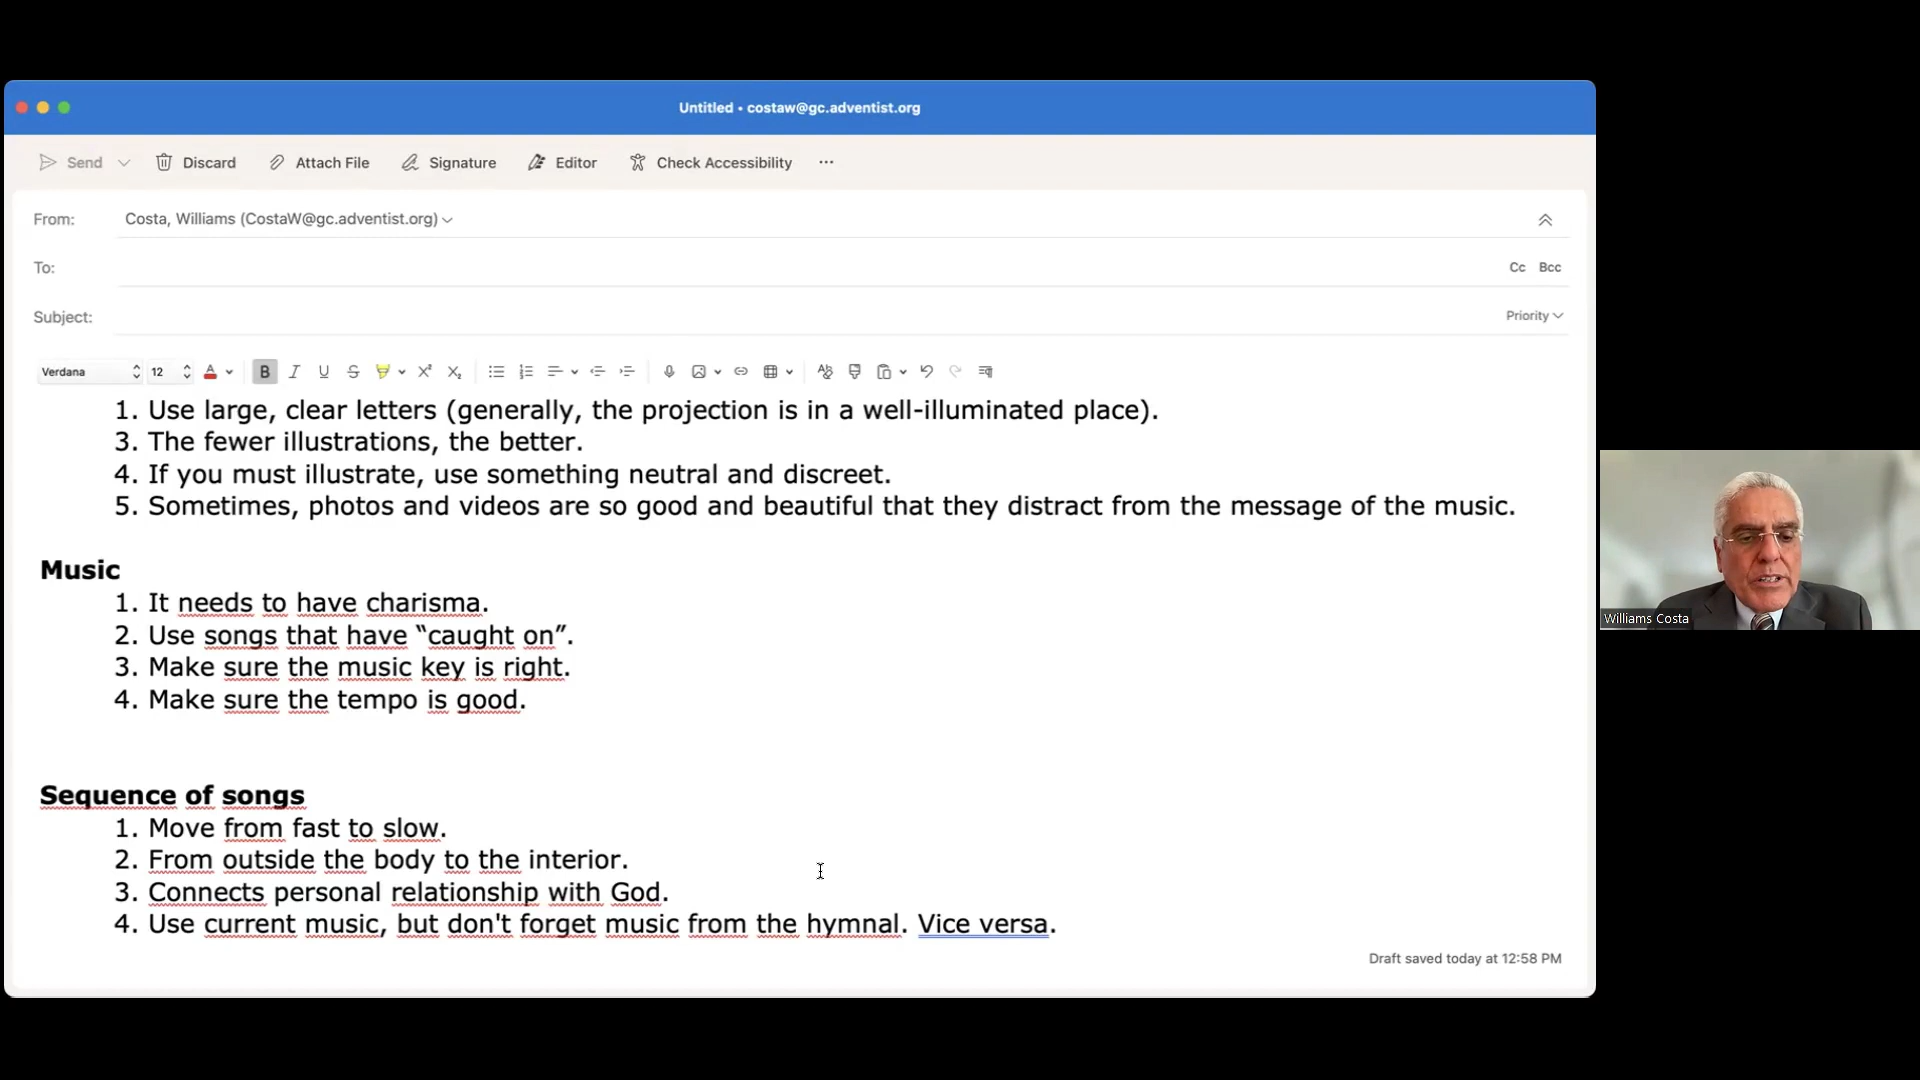 Untitled • costaw@gc.adventist.org
Send Discard Attach File Signature Editor Check Accessibility ...
From: Costa, Williams (CostaW@gc.adventist.org)
To: Cc Bcc
Subject: Priority
Verdana 12 A B I U S X² X₂
1. Use large, clear letters (generally, the projection is in a well-illuminated place).
3. The fewer illustrations, the better.
4. If you must illustrate, use something neutral and discreet.
5. Sometimes, photos and videos are so good and beautiful that they distract from the message of the music.
Music
1. It needs to have charisma.
2. Use songs that have “caught on”.
3. Make sure the music key is right.
4. Make sure the tempo is good.
Sequence of songs
1. Move from fast to slow.
2. From outside the body to the interior.
3. Connects personal relationship with God.
4. Use current music, but don't forget music from the hymnal. Vice versa.
Draft saved today at 12:58 PM
Williams Costa